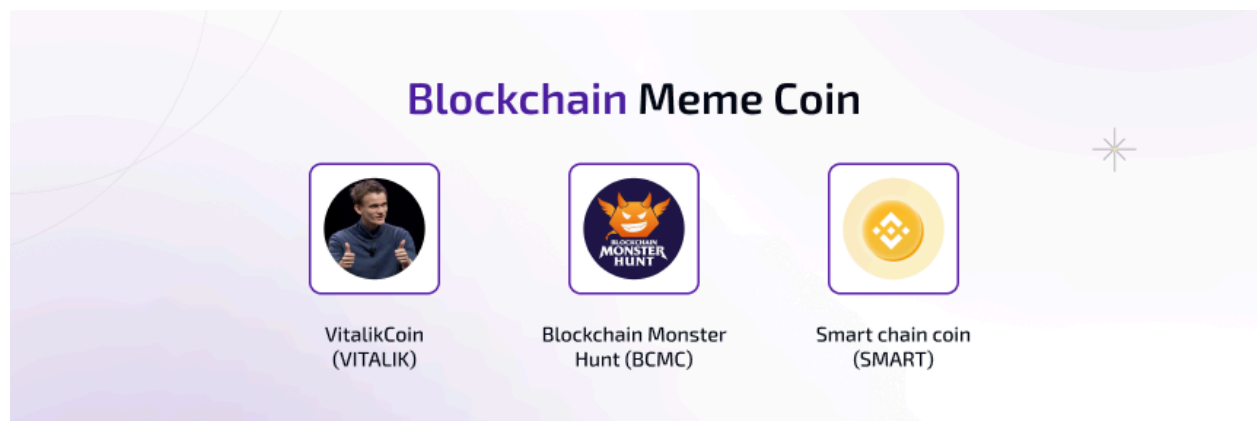 Blockchain Meme Coin
BLOCKCHAIN
MONSTER
HUNT
VitalikCoin
(VITALIK)
Blockchain Monster
Hunt (BCMC)
Smart chain coin
(SMART)